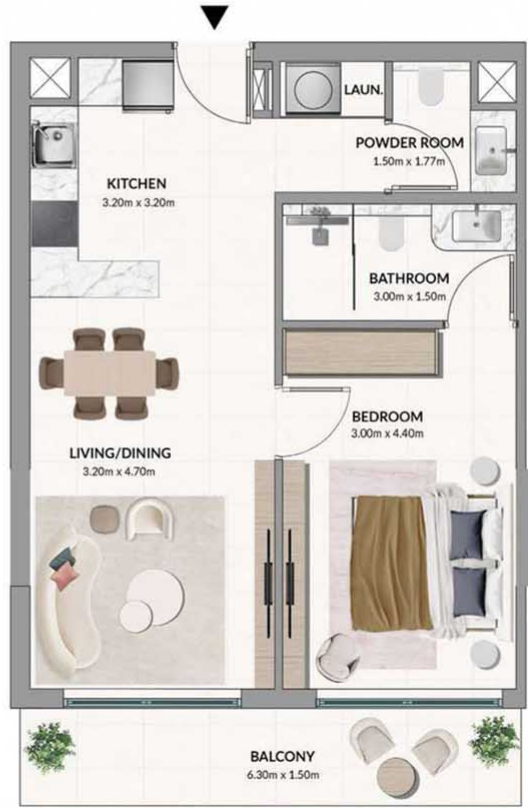 LAUN.
POWDER ROOM
1.50m x 1.77m
KITCHEN
3.20m x 3.20m
BATHROOM
3.00m x 1.50m
BEDROOM
3.00m x 4.40m
LIVING/DINING
3.20m x 4.70m
BALCONY
6.30m x 1.50m